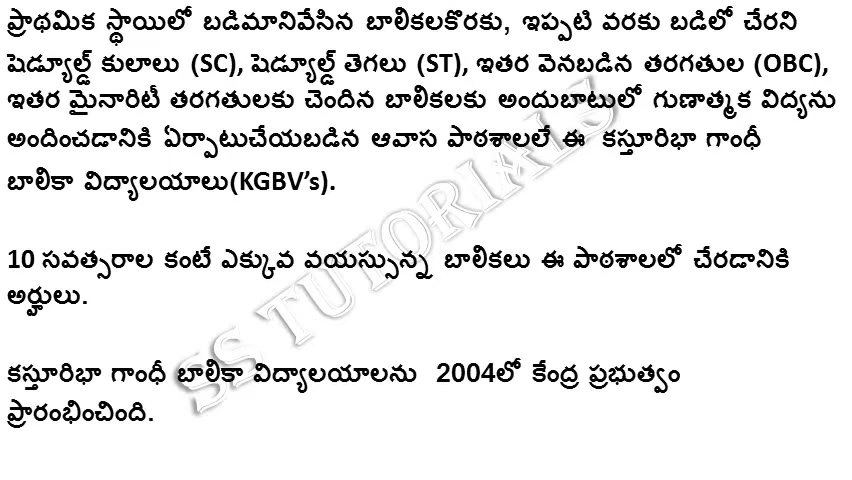 ప్రాథమిక స్థాయిలో బడిమానివేసిన బాలికలకొరకు, ఇప్పటి వరకు బడిలో చేరని
షెడ్యూల్డ్ కులాలు (SC), షెడ్యూల్డ్ తెగలు (ST), ఇతర వెనబడిన తరగతుల (OBC),
ఇతర మైనారిటీ తరగతులకు చెందిన బాలికలకు అందుబాటులో గుణాత్మక విద్యను
అందించడానికి ఏర్పాటుచేయబడిన ఆవాస పాఠశాలలే ఈ కస్తూరిభా గాంధీ
బాలికా విద్యాలయాలు(KGBV’s).
10 సవత్సరాల కంటే ఎక్కువ వయస్సున్న బాలికలు ఈ పాఠశాలలో చేరడానికి
అర్హులు.
కస్తూరిభా గాంధీ బాలికా విద్యాలయాలను 2004లో కేంద్ర ప్రభుత్వం
ప్రారంభించింది.
SS TUTORIALS